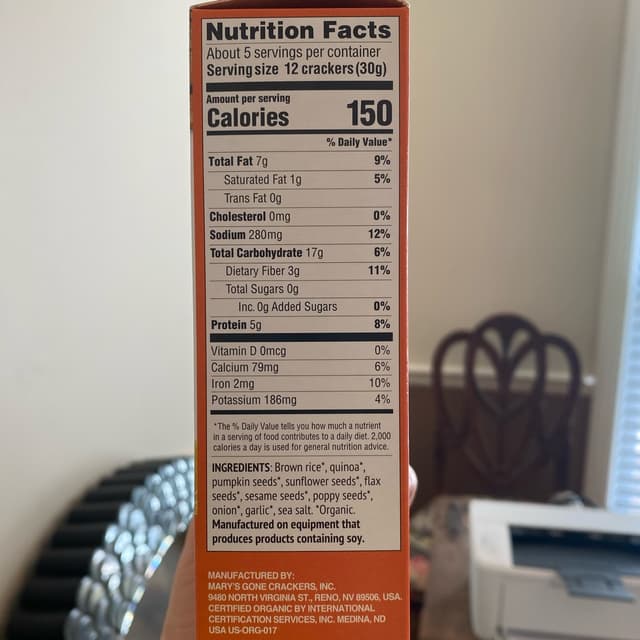 Nutrition Facts
About 5 servings per container
Serving size 12 crackers (30g)
Amount per serving
Calories 150
% Daily Value*
Total Fat 7g 9%
Saturated Fat 1g 5%
Trans Fat 0g
Cholesterol 0mg 0%
Sodium 280mg 12%
Total Carbohydrate 17g 6%
Dietary Fiber 3g 11%
Total Sugars 0g
Inc. 0g Added Sugars 0%
Protein 5g 8%
Vitamin D 0mcg 0%
Calcium 79mg 6%
Iron 2mg 10%
Potassium 186mg 4%
*The % Daily Value tells you how much a nutrient
in a serving of food contributes to a daily diet. 2,000
calories a day is used for general nutrition advice.
INGREDIENTS: Brown rice*, quinoa*,
pumpkin seeds*, sunflower seeds*, flax
seeds*, sesame seeds*, poppy seeds*,
onion*, garlic*, sea salt. *Organic.
Manufactured on equipment that
produces products containing soy.
MANUFACTURED BY:
MARY'S GONE CRACKERS, INC.
9480 NORTH VIRGINIA ST., RENO, NV 89506, USA.
CERTIFIED ORGANIC BY INTERNATIONAL
CERTIFICATION SERVICES, INC. MEDINA, ND
USA US-ORG-017